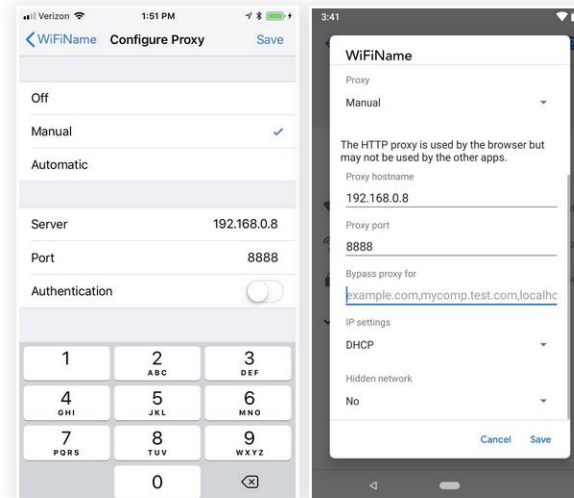 Verizon 1:51 PM
WiFiName Configure Proxy Save
Off
Manual
Automatic
Server 192.168.0.8
Port 8888
Authentication
1 2 3
ABC DEF
4 5 6
GHI JKL MNO
7 8 9
PQRS TUV WXYZ
0
3:41
WiFiName
Proxy
Manual
The HTTP proxy is used by the browser but
may not be used by the other apps.
Proxy hostname
192.168.0.8
Proxy port
8888
Bypass proxy for
example.com,mycomp.test.com,localhc
IP settings
DHCP
Hidden network
No
Cancel Save